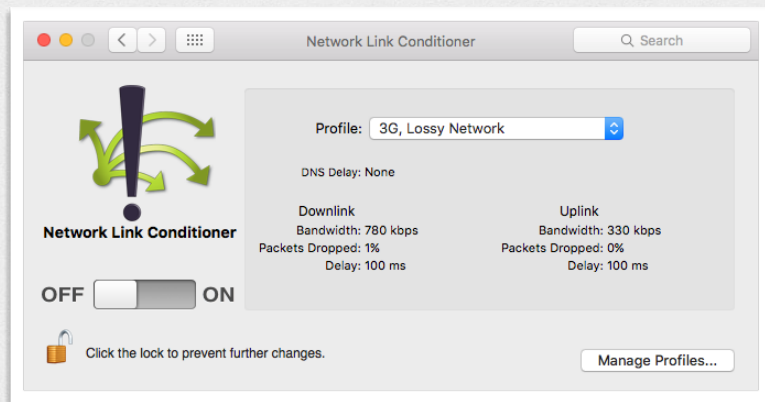 Network Link Conditioner
Search
Profile: 3G, Lossy Network
DNS Delay: None
Downlink Uplink
Bandwidth: 780 kbps Bandwidth: 330 kbps
Packets Dropped: 1% Packets Dropped: 0%
Delay: 100 ms Delay: 100 ms
Network Link Conditioner
OFF ON
Click the lock to prevent further changes.
Manage Profiles...